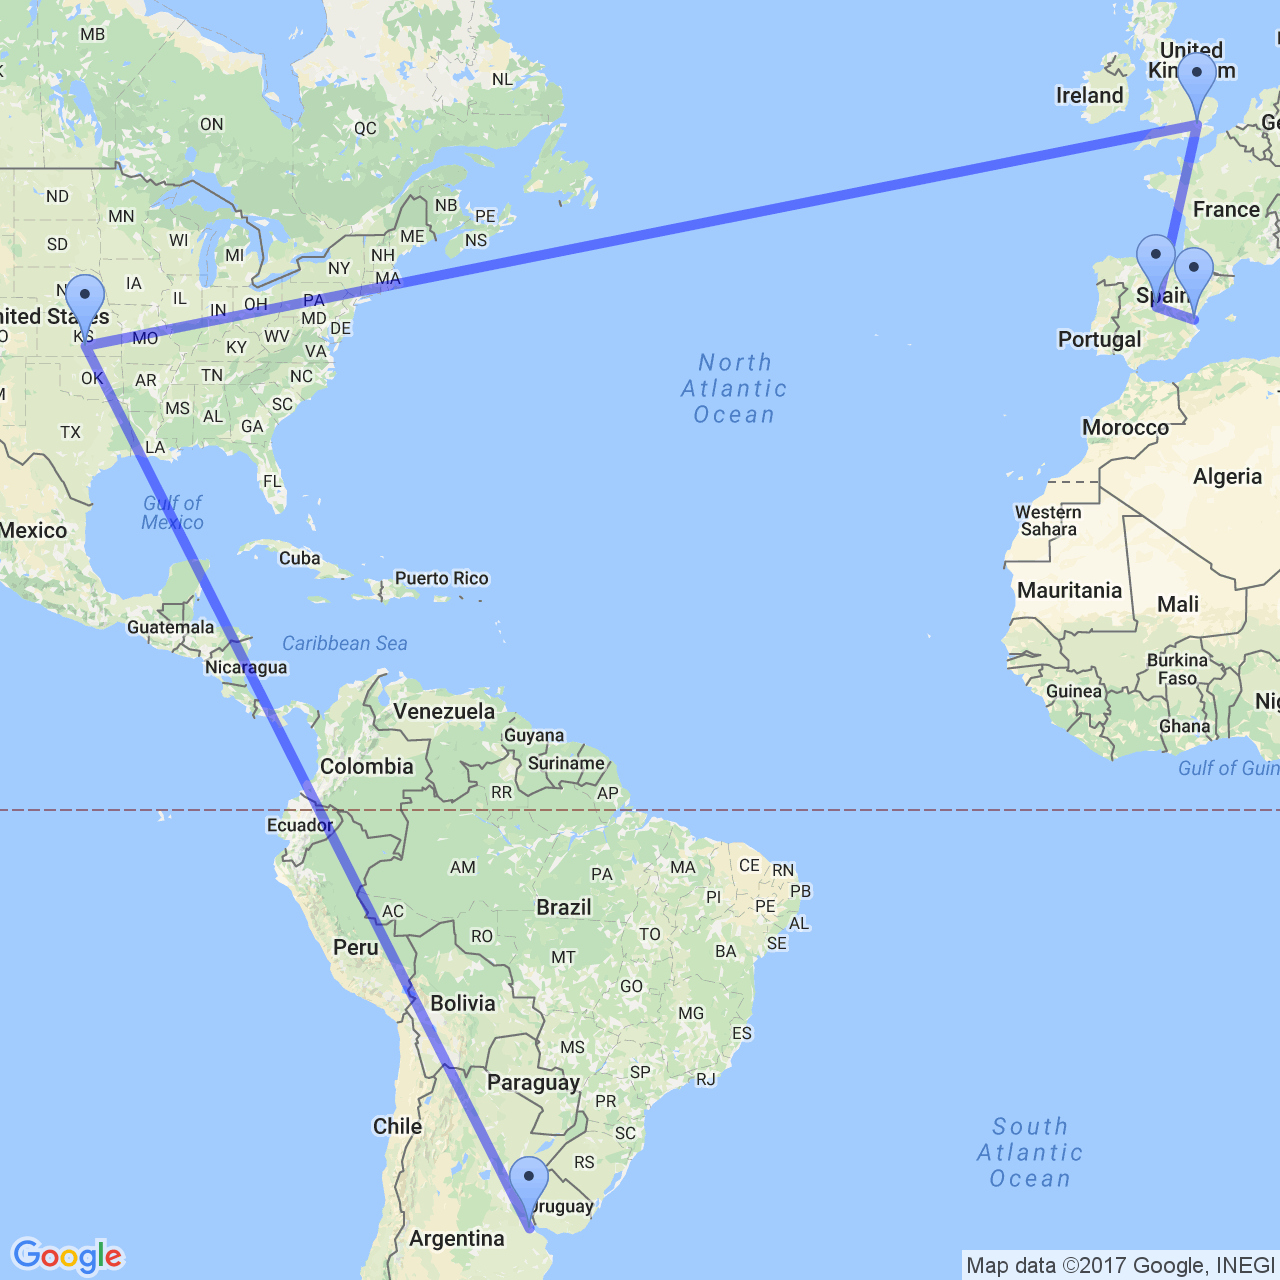 MB
NL
United
Kingdom
Ireland
Ge
ON
QC
ND
MN
NB
PE
France
SD
WI
MI
ME
NS
NH
NY
MA
IA
IL
IN
OH
PA
Spain
MO
MD
DE
KS
WV
VA
KY
Portugal
OK
AR
TN
NC
North
Atlantic
Ocean
MS
AL
SC
GA
TX
LA
Morocco
FL
Algeria
Gulf of
Mexico
Western
Sahara
Mexico
Cuba
Puerto Rico
Mauritania
Mali
Guatemala
Caribbean Sea
Nicaragua
Burkina
Faso
Guinea
Venezuela
Ghana
Guyana
Suriname
Colombia
Gulf of Guin
RR
AP
Ecuador
AM
PA
MA
CE
RN
PI
PE
PB
AC
Brazil
AL
RO
TO
SE
Peru
MT
BA
GO
Bolivia
MG
ES
MS
SP
RJ
Paraguay
PR
Chile
SC
South
Atlantic
Ocean
RS
Uruguay
Argentina
Google
Map data ©2017 Google, INEGI